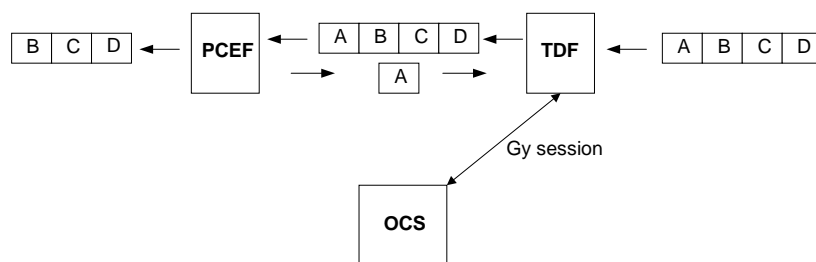 B C D
PCEF
A B C D
A
TDF
A B C D
Gy session
OCS